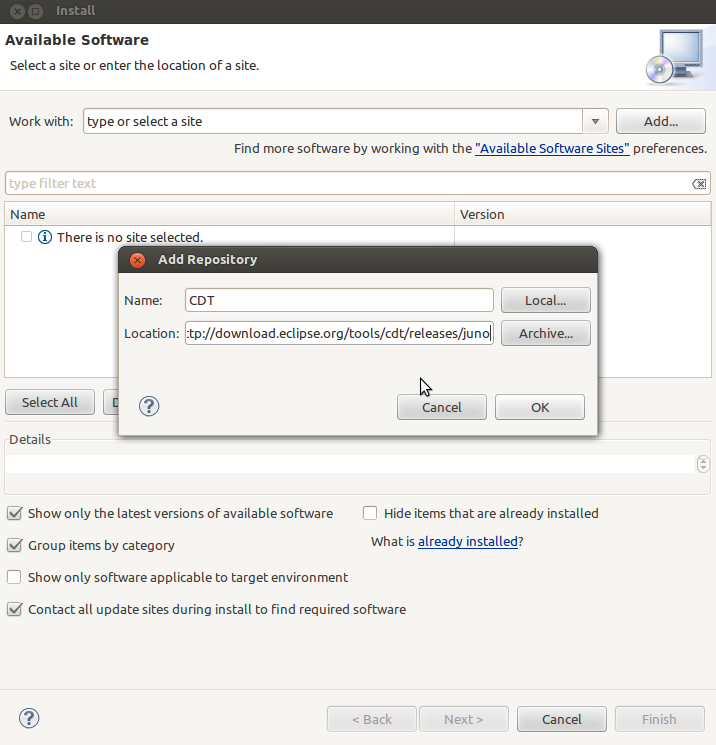 Install
Available Software
Select a site or enter the location of a site.
Work with: type or select a site Add...
Find more software by working with the "Available Software Sites" preferences.
type filter text
Name Version
There is no site selected.
Add Repository
Name: CDT Local...
Location: :tp://download.eclipse.org/tools/cdt/releases/juno Archive...
Cancel OK
Select All D
Details
Show only the latest versions of available software Hide items that are already installed
Group items by category What is already installed?
Show only software applicable to target environment
Contact all update sites during install to find required software
< Back Next > Cancel Finish